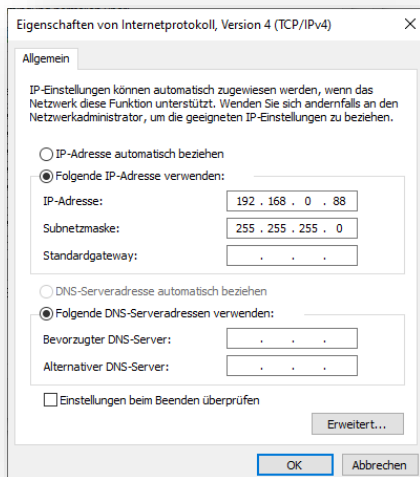 Eigenschaften von Internetprotokoll, Version 4 (TCP/IPv4)
Allgemein
IP-Einstellungen können automatisch zugewiesen werden, wenn das
Netzwerk diese Funktion unterstützt. Wenden Sie sich andernfalls an den
Netzwerkadministrator, um die geeigneten IP-Einstellungen zu beziehen.
IP-Adresse automatisch beziehen
Folgende IP-Adresse verwenden:
IP-Adresse: 192 . 168 . 0 . 88
Subnetzmaske: 255 . 255 . 255 . 0
Standardgateway: . . .
DNS-Serveradresse automatisch beziehen
Folgende DNS-Serveradressen verwenden:
Bevorzugter DNS-Server: . . .
Alternativer DNS-Server: . . .
Einstellungen beim Beenden überprüfen
Erweitert...
OK Abbrechen